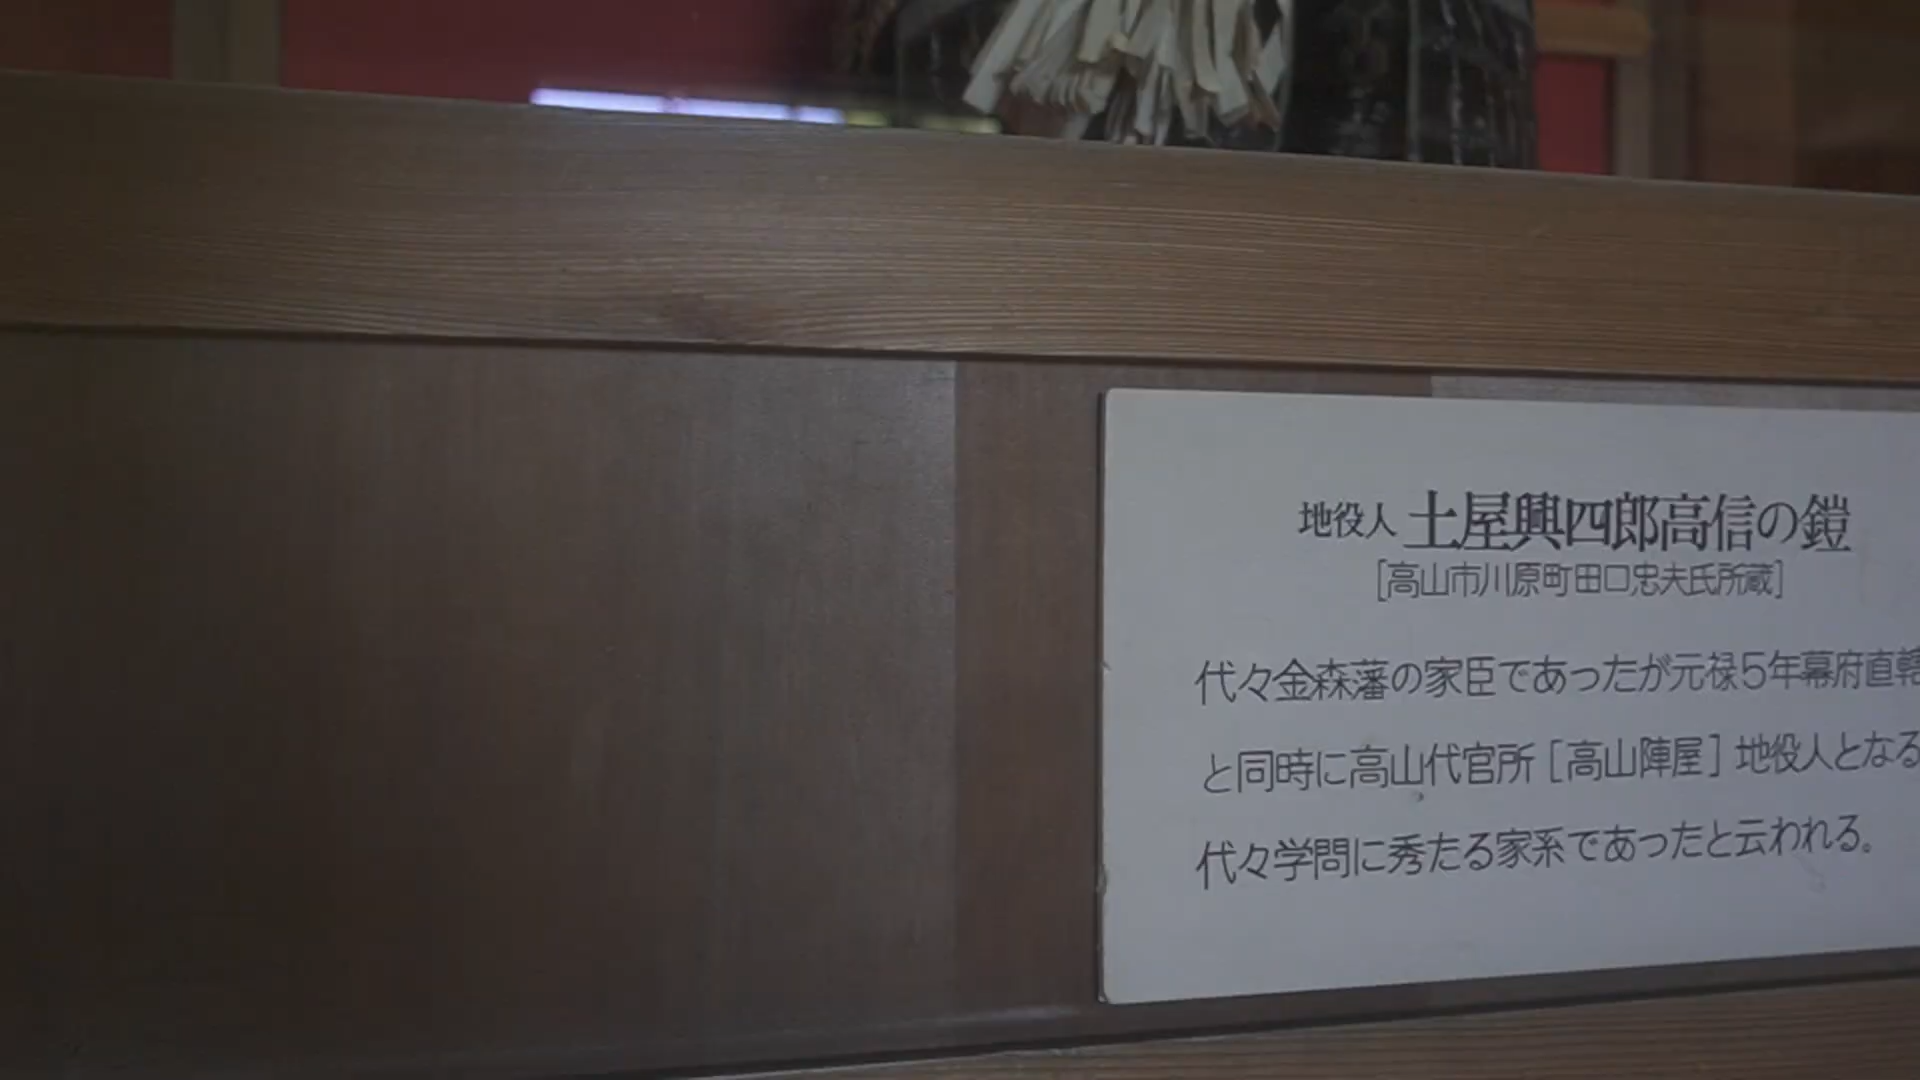 地役人 土屋興四郎高信の鎧
[高山市川原町田口忠夫氏所蔵]
代々金森藩の家臣であったが元禄5年幕府直轄
と同時に高山代官所[高山陣屋]地役人となる
代々学問に秀たる家系であったと云われる。